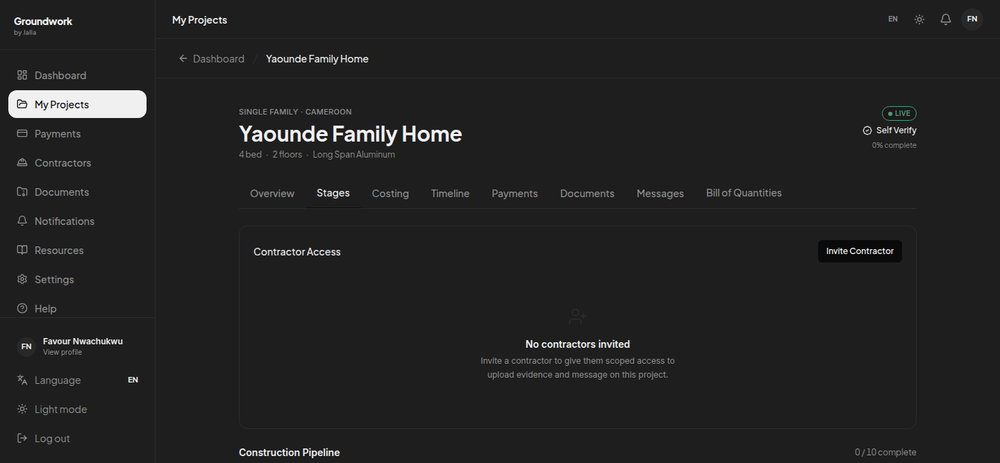 Groundwork
by Jalla
Dashboard
My Projects
Payments
Contractors
Documents
Notifications
Resources
Settings
Help
FN
Favour Nwachukwu
View profile
Language EN
Light mode
Log out
My Projects
EN
FN
Dashboard / Yaounde Family Home
SINGLE FAMILY · CAMEROON
Yaounde Family Home
4 bed · 2 floors · Long Span Aluminum
LIVE
Self Verify
0% complete
Overview Stages Costing Timeline Payments Documents Messages Bill of Quantities
Contractor Access
Invite Contractor
No contractors invited
Invite a contractor to give them scoped access to
upload evidence and message on this project.
Construction Pipeline
0 / 10 complete